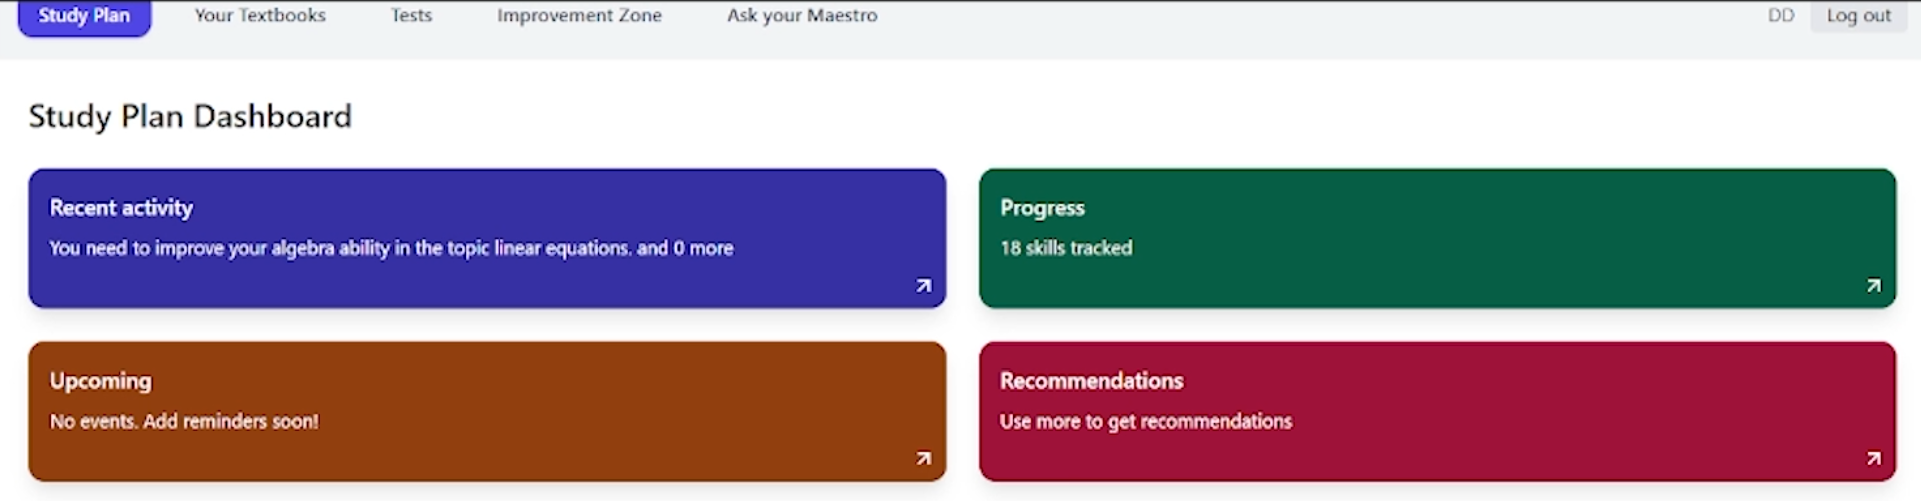 Study Plan Your Textbooks Tests Improvement Zone Ask your Maestro DD Log out
Study Plan Dashboard
Recent activity
You need to improve your algebra ability in the topic linear equations. and 0 more
Progress
18 skills tracked
Upcoming
No events. Add reminders soon!
Recommendations
Use more to get recommendations